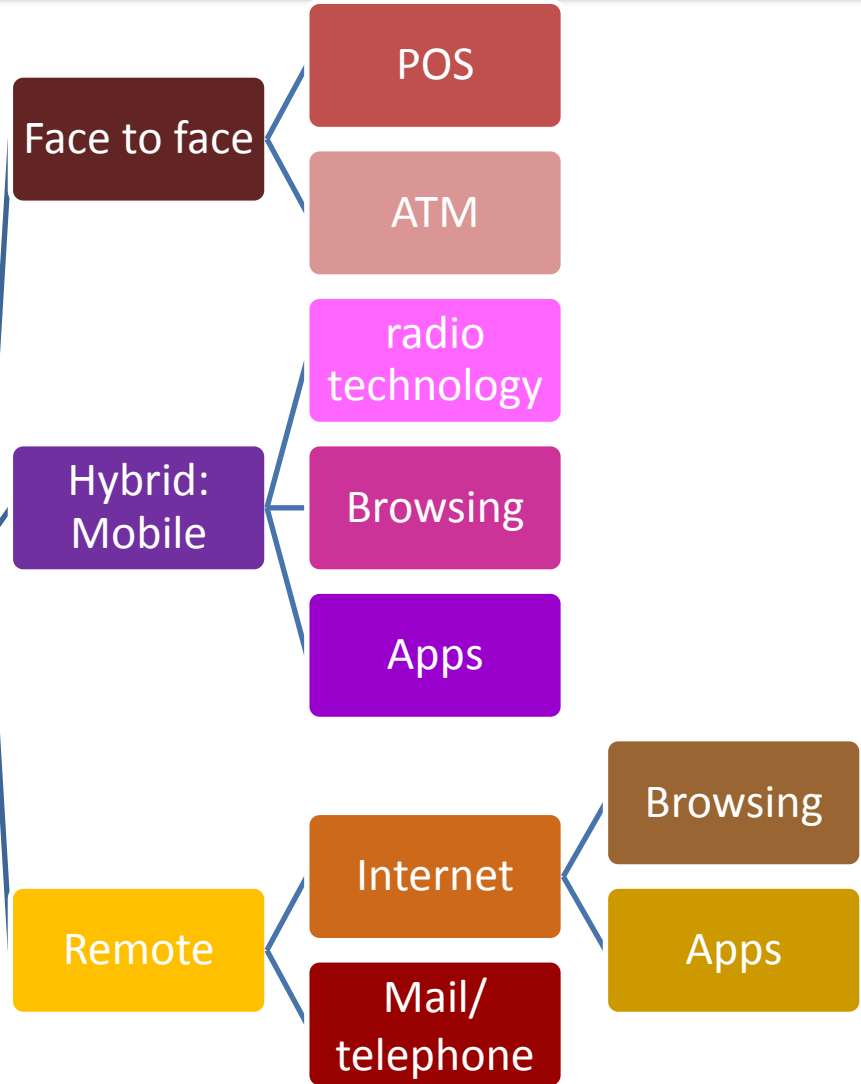 POS
Face to face
ATM
radio
technology
Hybrid:
Mobile
Browsing
Apps
Browsing
Internet
Remote
Apps
Mail/
telephone